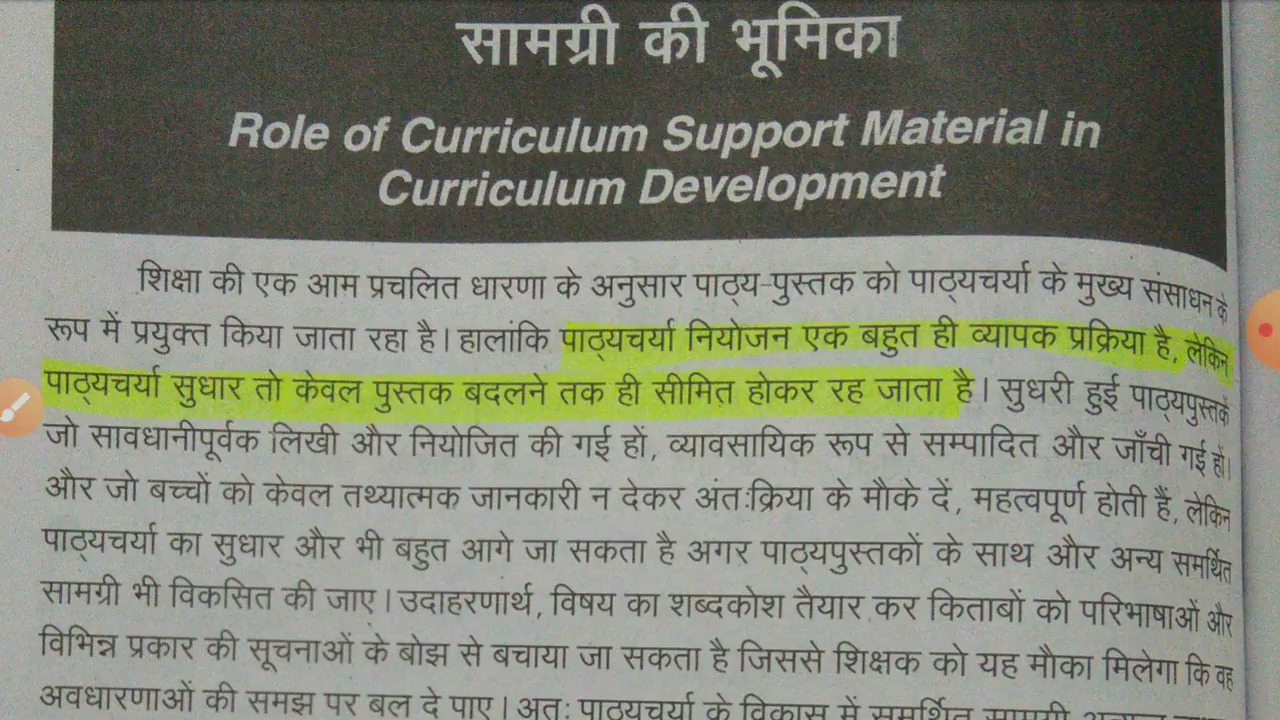 सामग्री की भूमिका
Role of Curriculum Support Material in
Curriculum Development
शिक्षा की एक आम प्रचलित धारणा के अनुसार पाठ्य-पुस्तक को पाठ्यचर्या के मुख्य संसाधन के
रूप में प्रयुक्त किया जाता रहा है। हालांकि पाठ्यचर्या नियोजन एक बहुत ही व्यापक प्रक्रिया है, लेकिन
पाठ्यचर्या सुधार तो केवल पुस्तक बदलने तक ही सीमित होकर रह जाता है। सुधरी हुई पाठ्यपुस्तकें
जो सावधानीपूर्वक लिखी और नियोजित की गई हों, व्यावसायिक रूप से सम्पादित और जाँची गई हों।
और जो बच्चों को केवल तथ्यात्मक जानकारी न देकर अंतःक्रिया के मौके दें, महत्वपूर्ण होती हैं, लेकिन
पाठ्यचर्या का सुधार और भी बहुत आगे जा सकता है अगर पाठ्यपुस्तकों के साथ और अन्य समर्थित
सामग्री भी विकसित की जाए। उदाहरणार्थ, विषय का शब्दकोश तैयार कर किताबों को परिभाषाओं और
विभिन्न प्रकार की सूचनाओं के बोझ से बचाया जा सकता है जिससे शिक्षक को यह मौका मिलेगा कि वह
अवधारणाओं की समझ पर बल दे पाए। अतः पाठ्यचर्या के विकास में समर्थित सामग्री